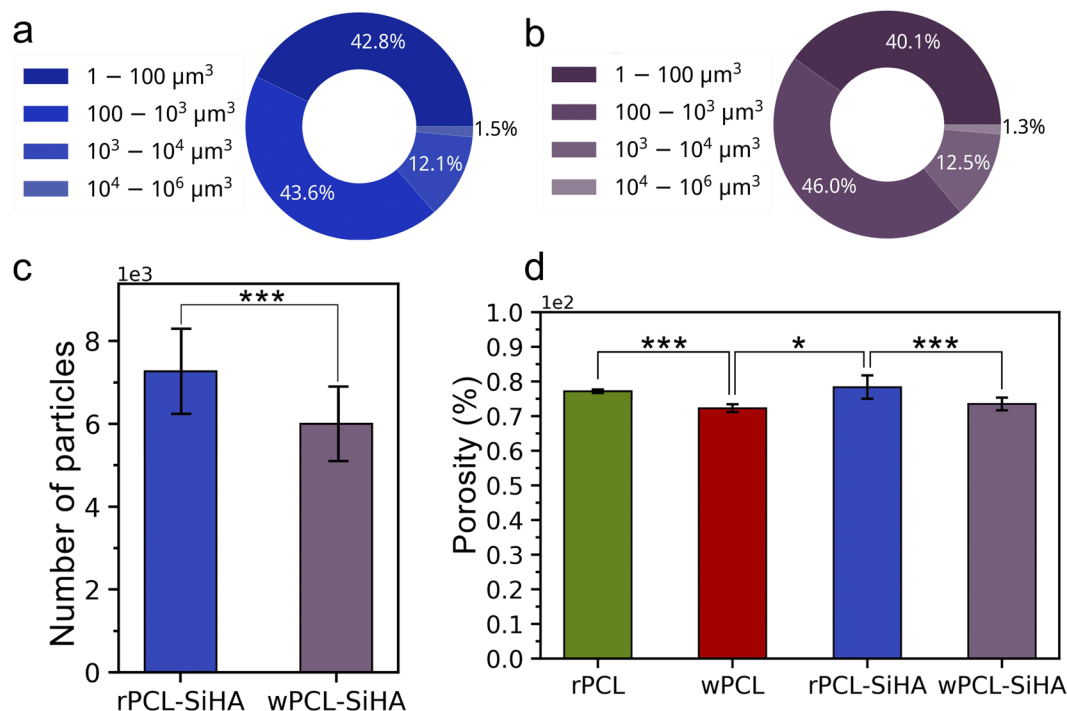 a
42.8%
1 − 100 μm³
100 − 10³ μm³
10³ − 10⁴ μm³
10⁴ − 10⁶ μm³
1.5%
12.1%
43.6%
b
40.1%
1 − 100 μm³
100 − 10³ μm³
10³ − 10⁴ μm³
10⁴ − 10⁶ μm³
1.3%
12.5%
46.0%
c
1e3
***
8
6
4
2
0
Number of particles
rPCL-SiHA wPCL-SiHA
d
1e2
1.0
0.9
0.8
0.7
0.6
0.5
0.4
0.3
0.2
0.1
0.0
Porosity (%)
*** * ***
rPCL wPCL rPCL-SiHA wPCL-SiHA